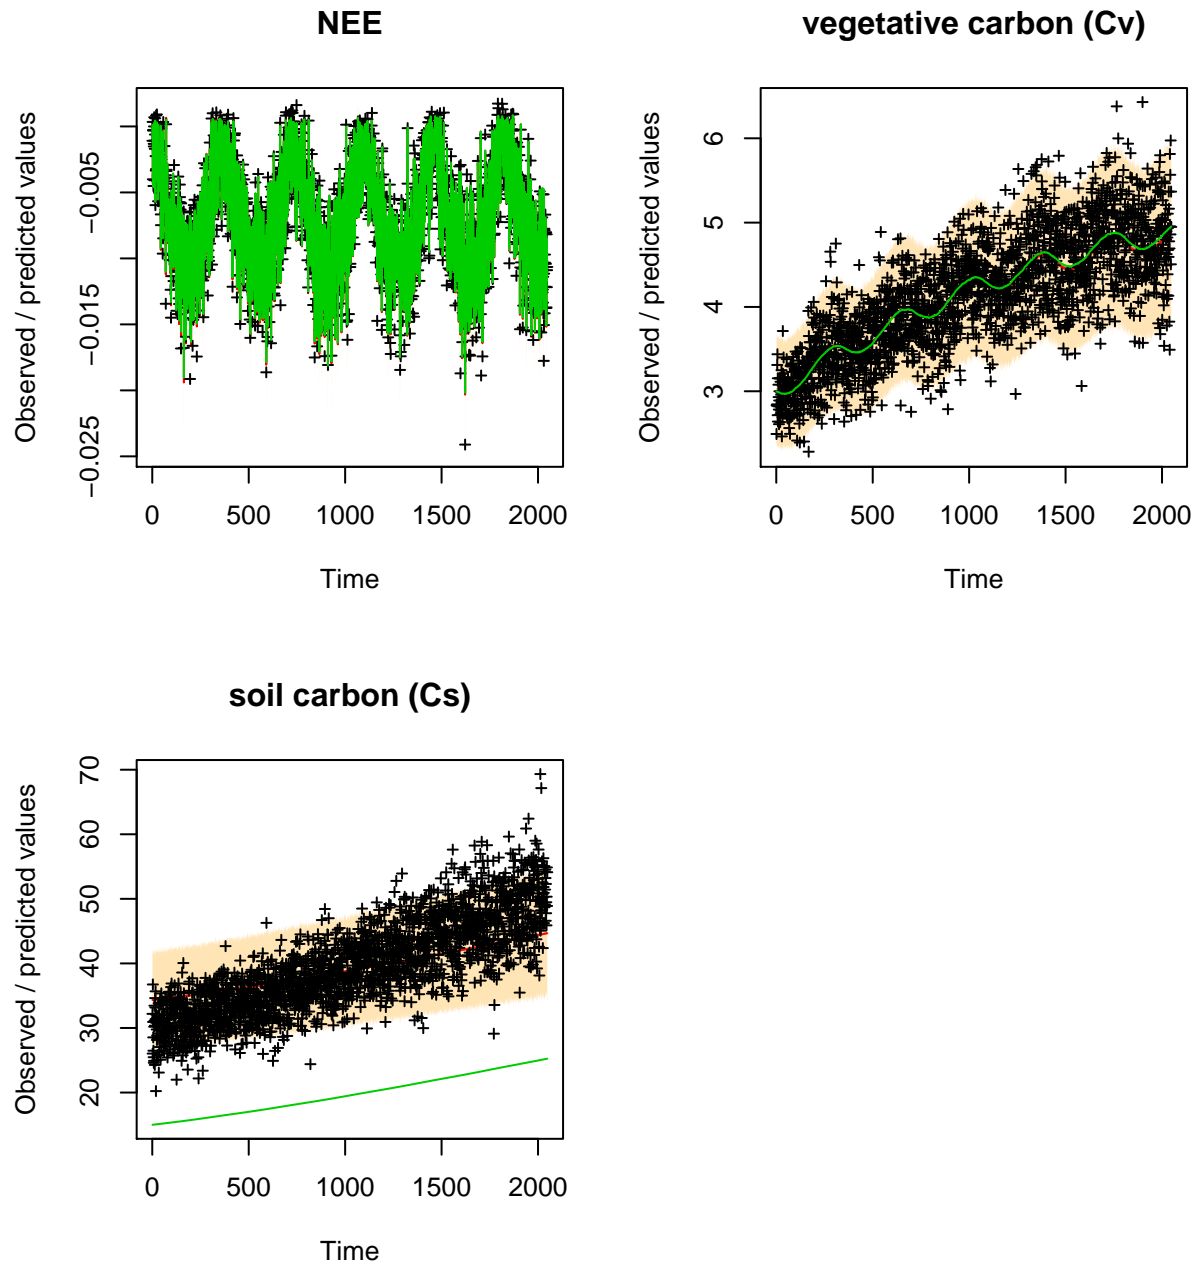 NEE
Observed / predicted values
−0.005
−0.015
−0.025
0 500 1000 1500 2000
Time
vegetative carbon (Cv)
Observed / predicted values
6
5
4
3
0 500 1000 1500 2000
Time
soil carbon (Cs)
Observed / predicted values
70
60
50
40
30
20
0 500 1000 1500 2000
Time